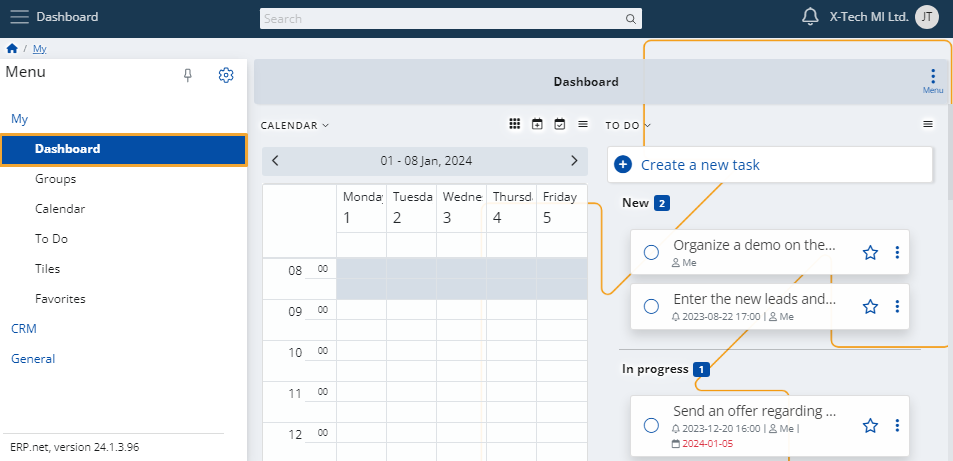 Dashboard
Search
X-Tech MI Ltd.
JT
/ My
Menu
My
Dashboard
Groups
Calendar
To Do
Tiles
Favorites
CRM
General
ERP.net, version 24.1.3.96
Dashboard
Menu
CALENDAR
01 - 08 Jan, 2024
Monday Tuesda Wednes Thursd Friday
1 2 3 4 5
08 00
09 00
10 00
11 00
12 00
TO DO
Create a new task
New 2
Organize a demo on the...
Me
Enter the new leads and...
2023-08-22 17:00 | Me
In progress 1
Send an offer regarding ...
2023-12-20 16:00 | Me |
2024-01-05